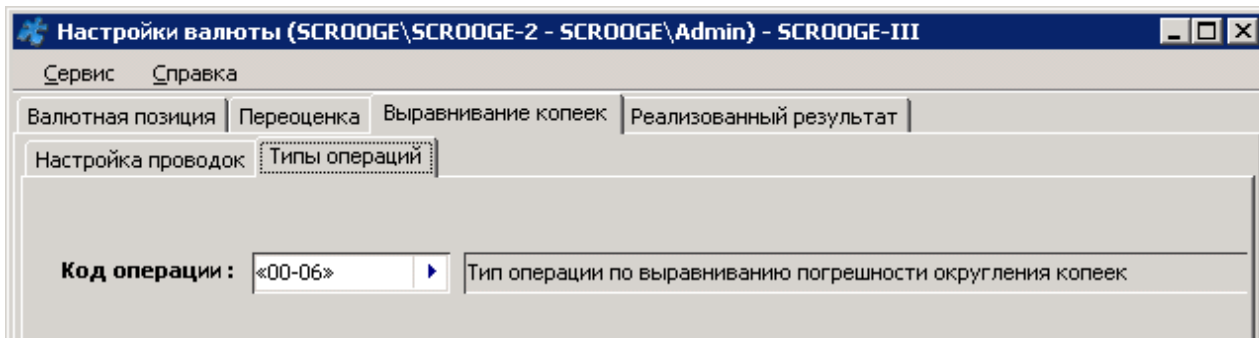 Настройки валюты (SCROOGE\SCROOGE-2 - SCROOGE\Admin) - SCROOGE-III
Сервис Справка
Валютная позиция Переоценка Выравнивание копеек Реализованный результат
Настройка проводок Типы операций
Код операции: «00-06» Тип операции по выравниванию погрешности округления копеек